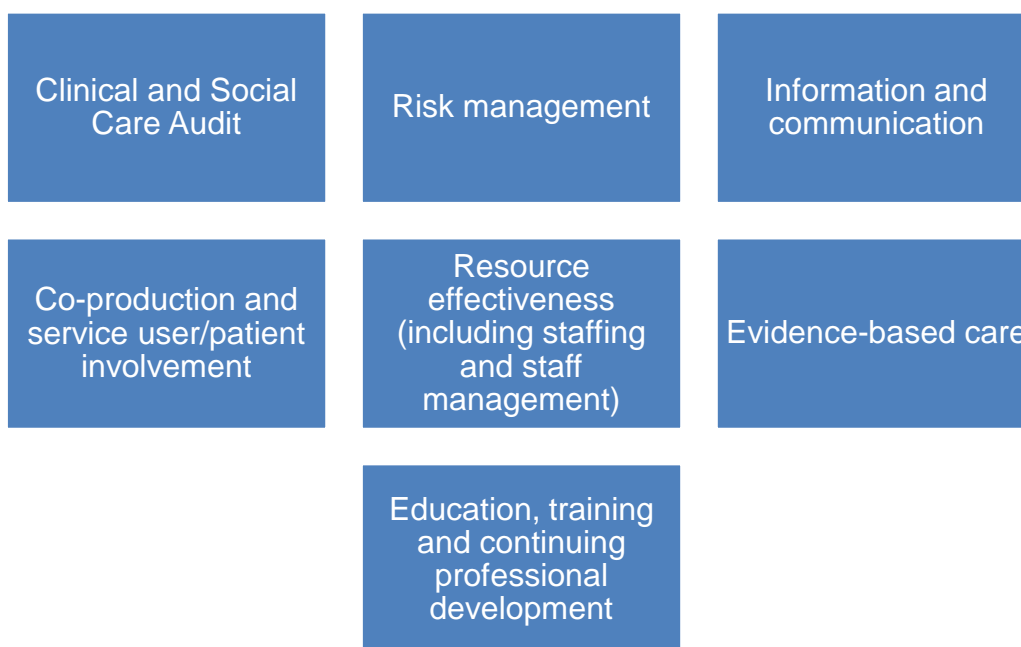 Clinical and Social
Care Audit
Risk management
Information and
communication
Co-production and
service user/patient
involvement
Resource
effectiveness
(including staffing
and staff
management)
Evidence-based care
Education, training
and continuing
professional
development